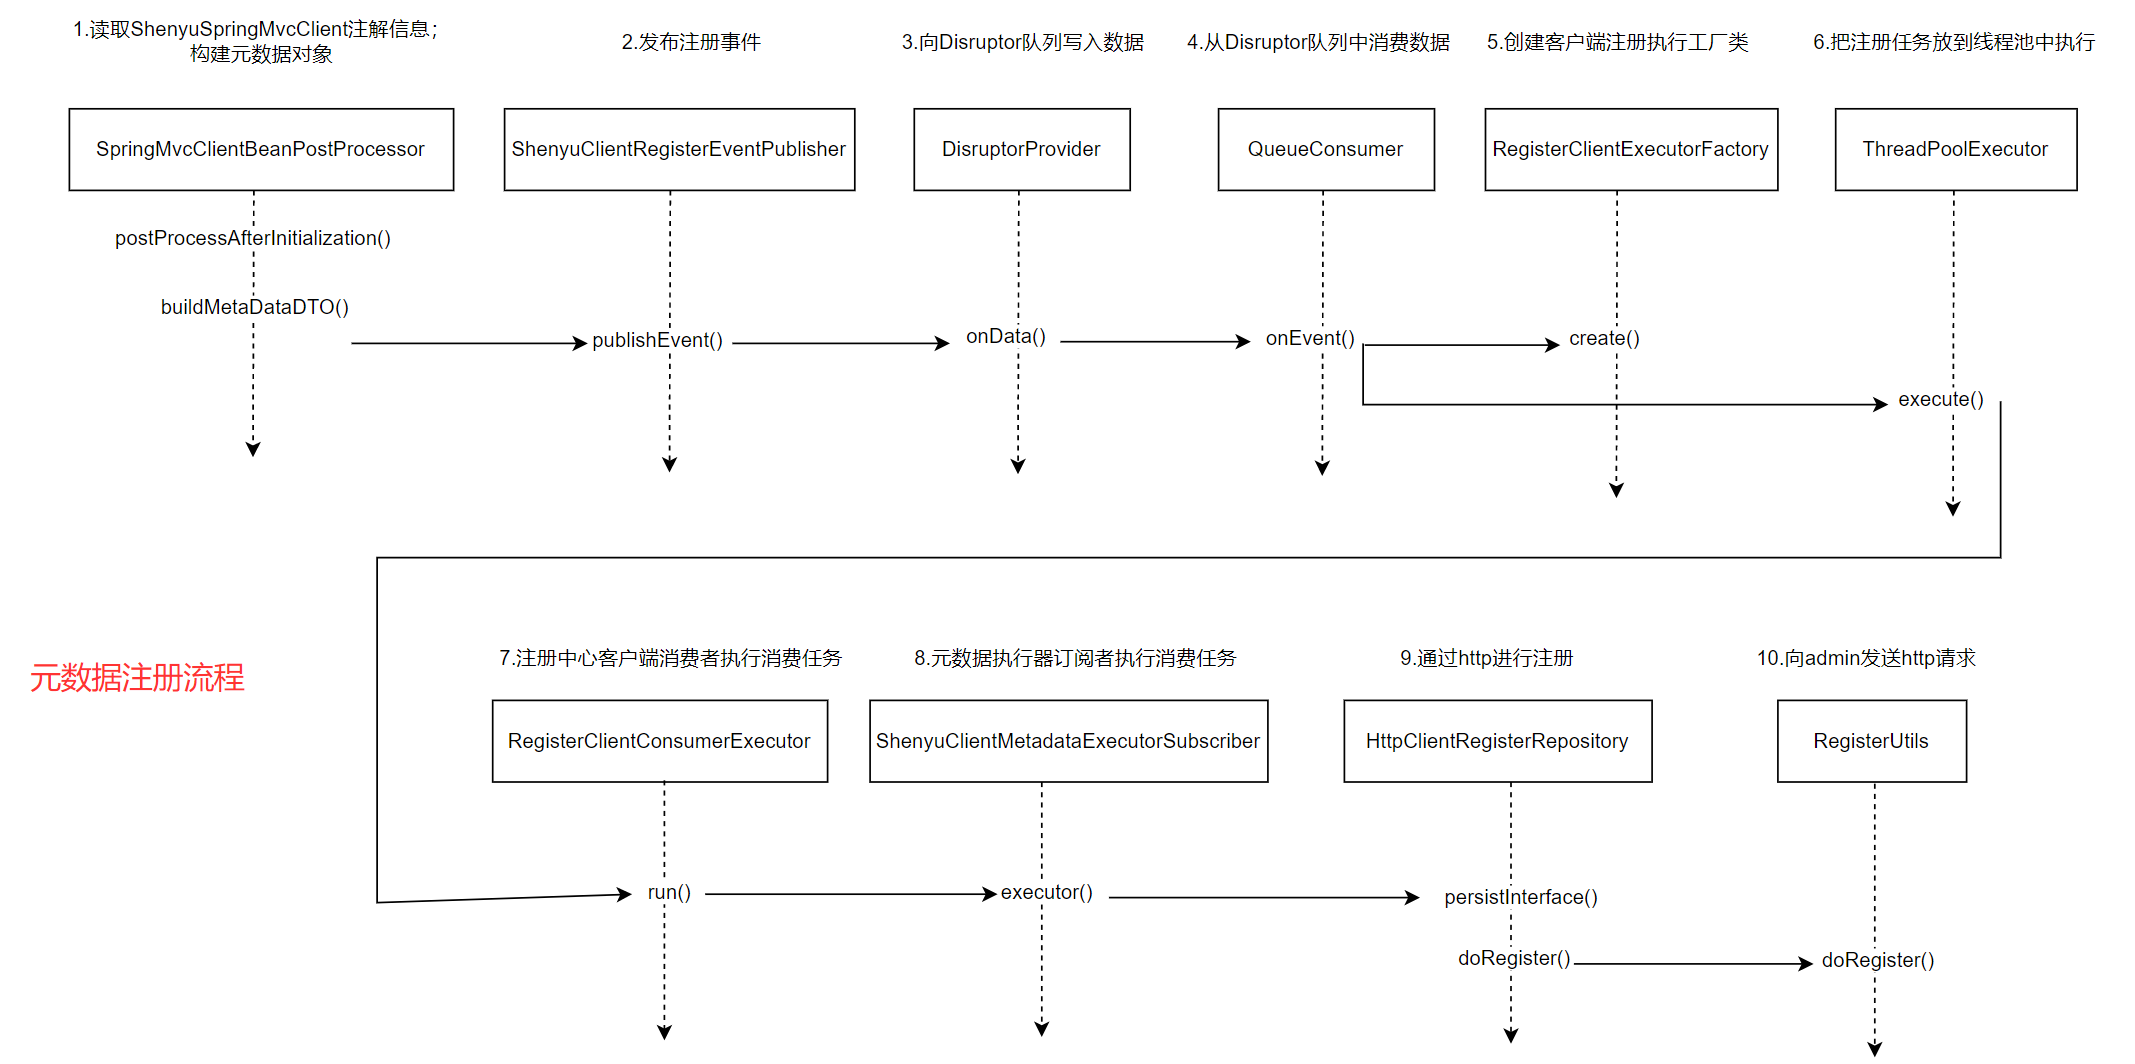 1.读取ShenyuSpringMvcClient注解信息；
构建元数据对象
2.发布注册事件
3.向Disruptor队列写入数据
4.从Disruptor队列中消费数据
5.创建客户端注册执行工厂类
6.把注册任务放到线程池中执行
SpringMvcClientBeanPostProcessor
ShenyuClientRegisterEventPublisher
DisruptorProvider
QueueConsumer
RegisterClientExecutorFactory
ThreadPoolExecutor
postProcessAfterInitialization()
buildMetaDataDTO()
publishEvent()
onData()
onEvent()
create()
execute()
元数据注册流程
7.注册中心客户端消费者执行消费任务
8.元数据执行器订阅者执行消费任务
9.通过http进行注册
10.向admin发送http请求
RegisterClientConsumerExecutor
ShenyuClientMetadataExecutorSubscriber
HttpClientRegisterRepository
RegisterUtils
run()
executor()
persistInterface()
doRegister()
doRegister()